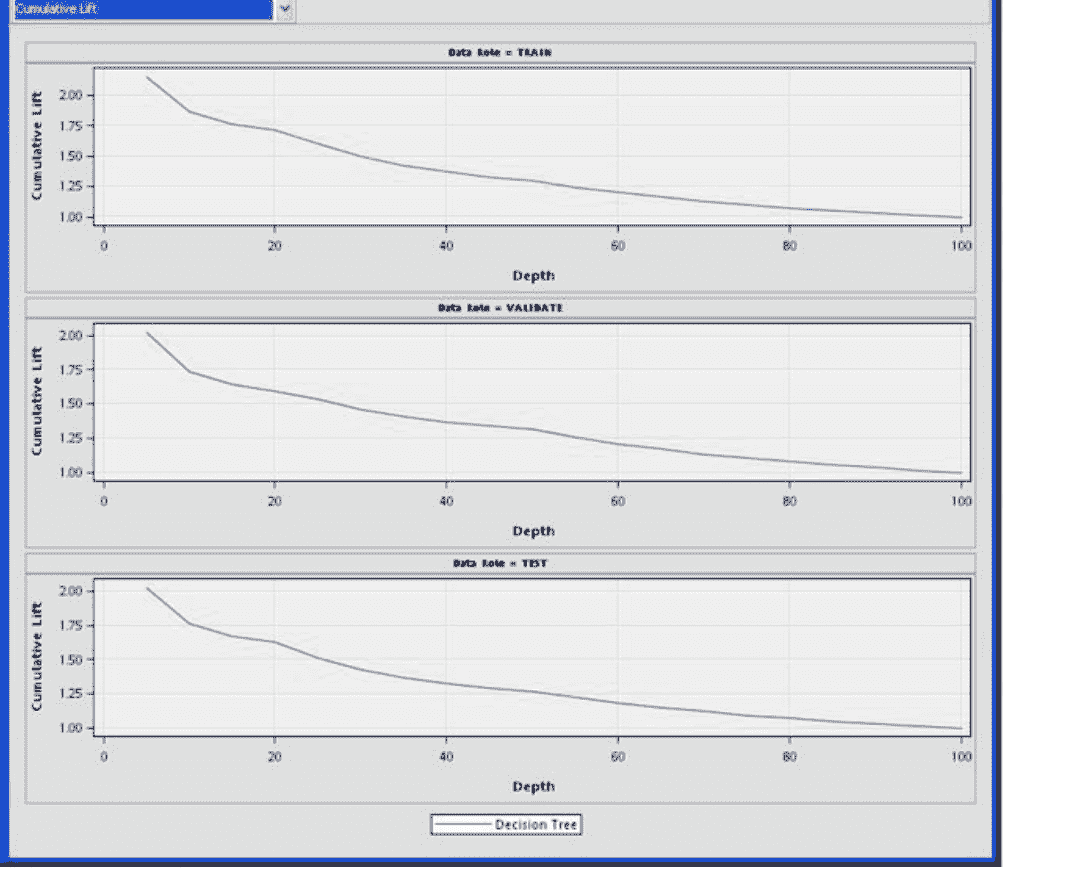 Cumulative Lift
Data Role = TRAIN
Cumulative Lift
2.00
1.75
1.50
1.25
1.00
0 20 40 60 80 100
Depth
Data Role = VALIDATE
Cumulative Lift
2.00
1.75
1.50
1.25
1.00
0 20 40 60 80 100
Depth
Data Role = TEST
Cumulative Lift
2.00
1.75
1.50
1.25
1.00
0 20 40 60 80 100
Depth
Decision Tree